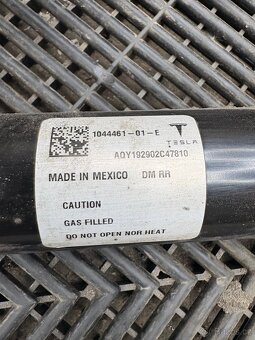 1044461-01-E
TESLA
AQY192902C47810
MADE IN MEXICO DM RR
CAUTION
GAS FILLED
DO NOT OPEN NOR HEAT